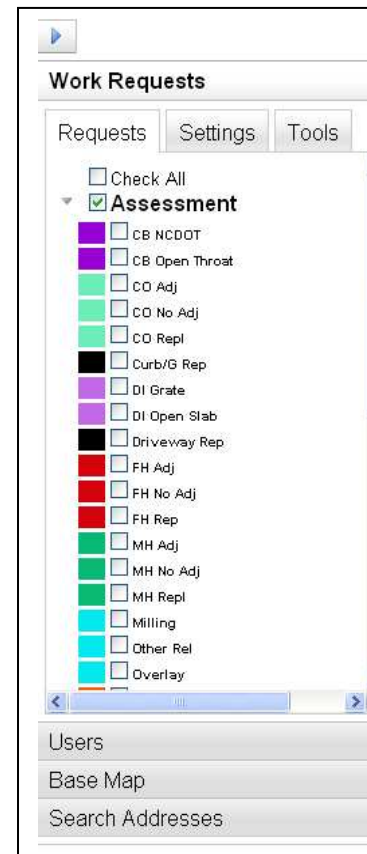 Work Requests
Requests Settings Tools
Check All
Assessment
CB NCDOT
CB Open Throat
CO Adj
CO No Adj
CO Repl
Curb/G Rep
DI Grate
DI Open Slab
Driveway Rep
FH Adj
FH No Adj
FH Rep
MH Adj
MH No Adj
MH Repl
Milling
Other Rel
Overlay
Users
Base Map
Search Addresses